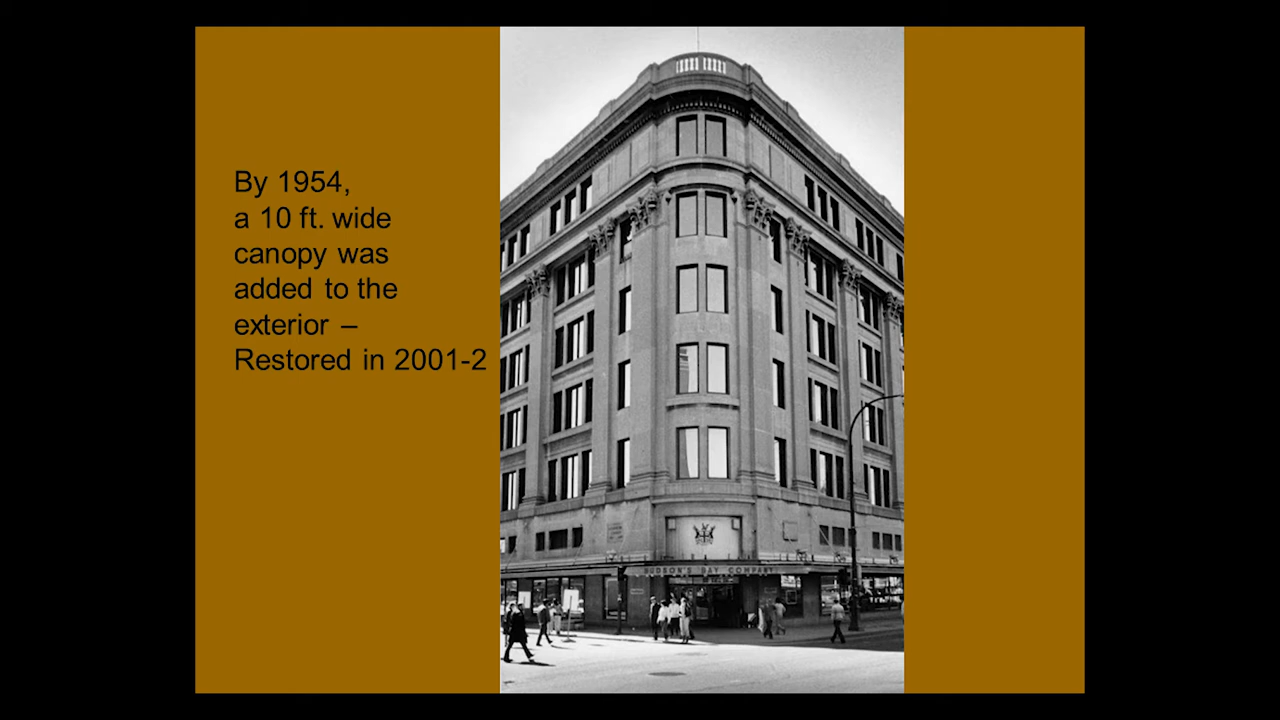 By 1954,
a 10 ft. wide
canopy was
added to the
exterior –
Restored in 2001-2
HUDSON'S BAY COMPANY